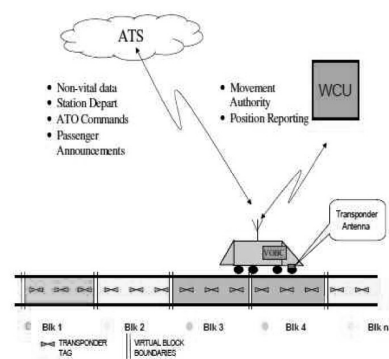 ATS
• Non-vital data
• Station Depart
• ATO Commands
• Passenger
Announcements
• Movement
Authority
• Position Reporting
WCU
Transponder
Antenna
VOBC
Blk 1
Blk 2
Blk 3
Blk 4
Blk n
TRANSPONDER
TAG
VIRTUAL BLOCK
BOUNDARIES